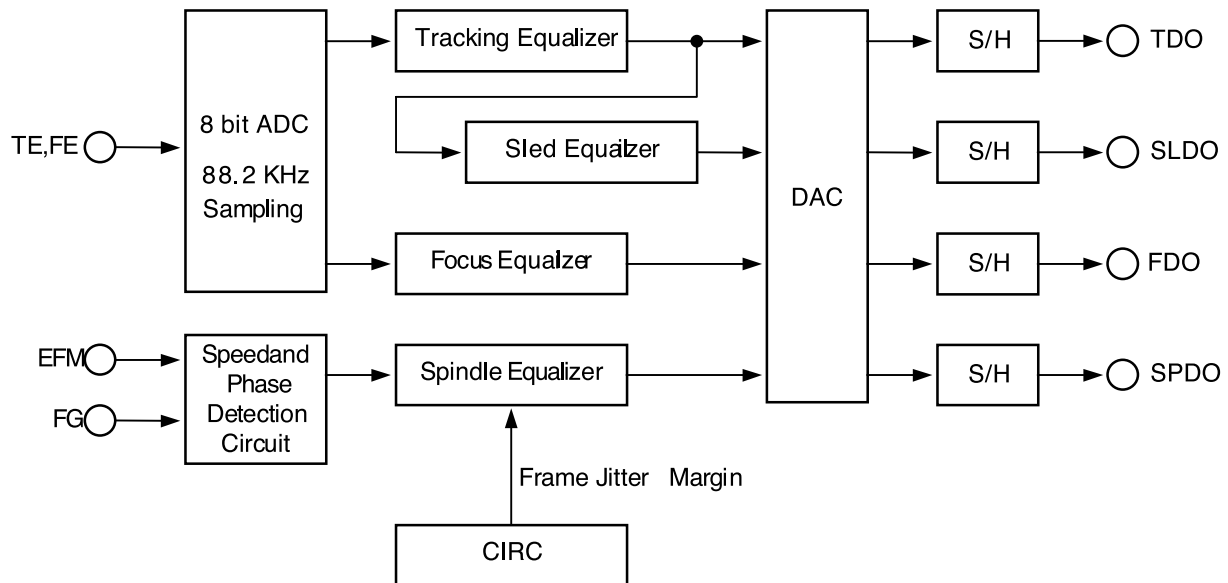 Tracking Equalizer
S/H
TDO
8 bit ADC
TE,FE
Sled Equalizer
S/H
SLDO
88.2 KHz
Sampling
DAC
Focus Equalizer
S/H
FDO
EFM
Speedand
Phase
Detection
Circuit
Spindle Equalizer
S/H
SPDO
FG
Frame Jitter Margin
CIRC